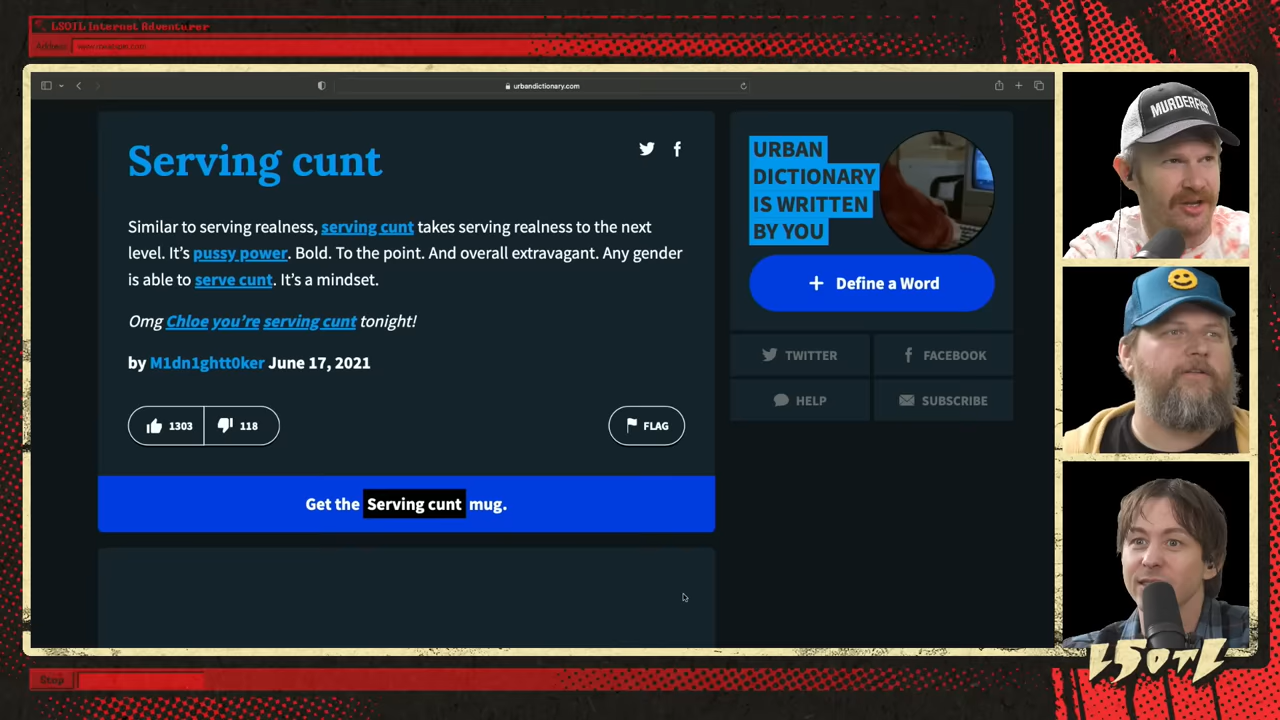 LSOTL Internet Adventurer
Address
urbandictionary.com
Serving cunt
Similar to serving realness, serving cunt takes serving realness to the next
level. It’s pussy power. Bold. To the point. And overall extravagant. Any gender
is able to serve cunt. It’s a mindset.
Omg Chloe you’re serving cunt tonight!
by M1dn1ghtt0ker June 17, 2021
1303
118
FLAG
Get the Serving cunt mug.
URBAN
DICTIONARY
IS WRITTEN
BY YOU
+ Define a Word
TWITTER
FACEBOOK
HELP
SUBSCRIBE
LSOTL
Stop